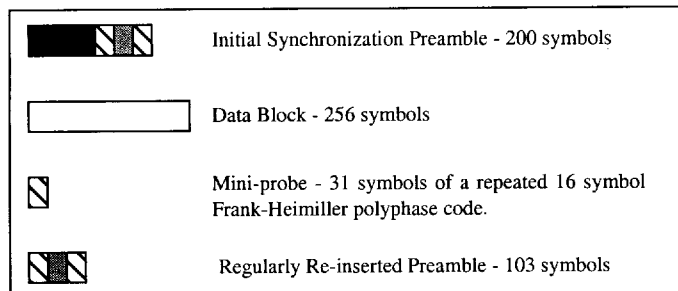 Initial Synchronization Preamble - 200 symbols
Data Block - 256 symbols
Mini-probe - 31 symbols of a repeated 16 symbol
Frank-Heimiller polyphase code.
Regularly Re-inserted Preamble - 103 symbols